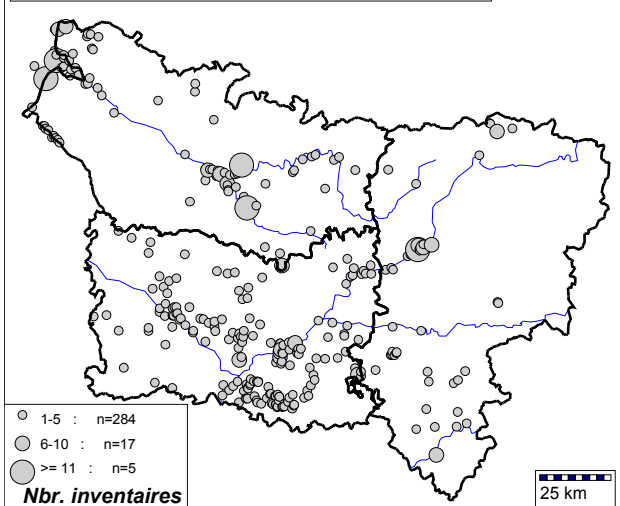 1-5 : n=284
6-10 : n=17
>= 11 : n=5
Nbr. inventaires
25 km